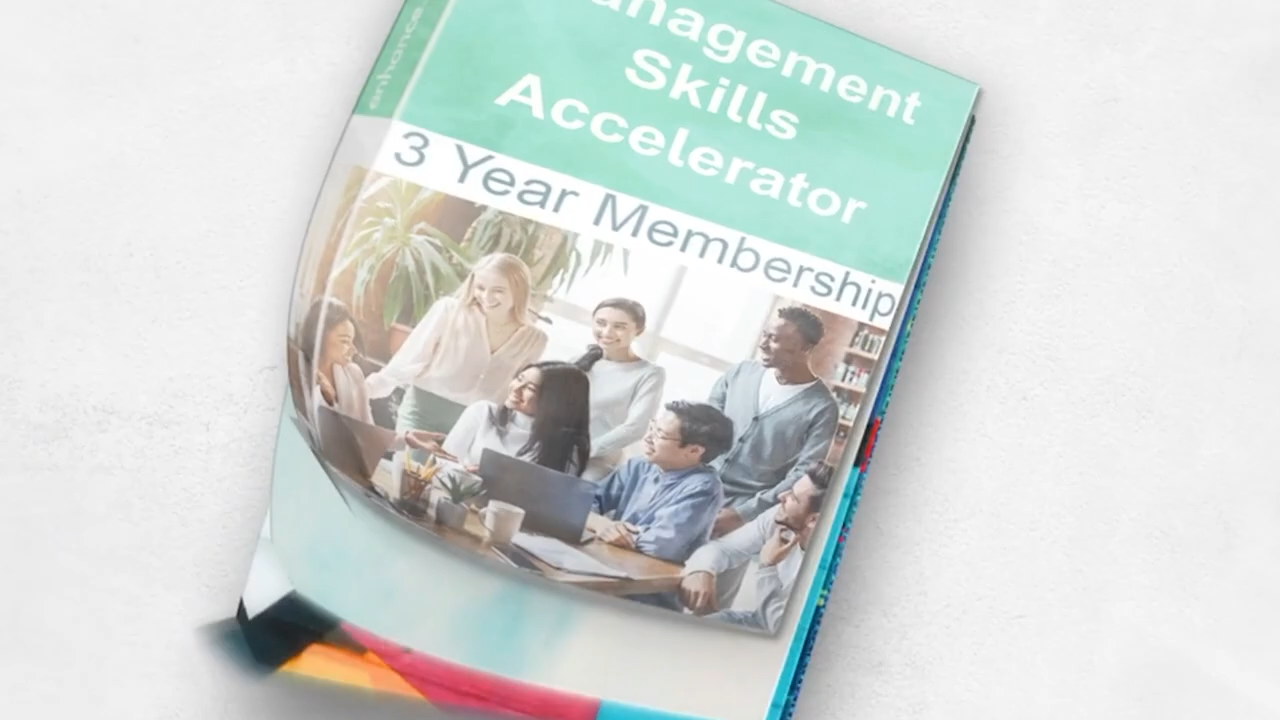 enhance
anagement
Skills
Accelerator
3 Year Membership